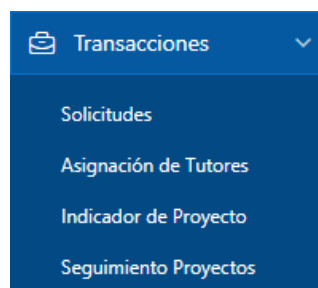 Transacciones
Solicitudes
Asignación de Tutores
Indicador de Proyecto
Seguimiento Proyectos